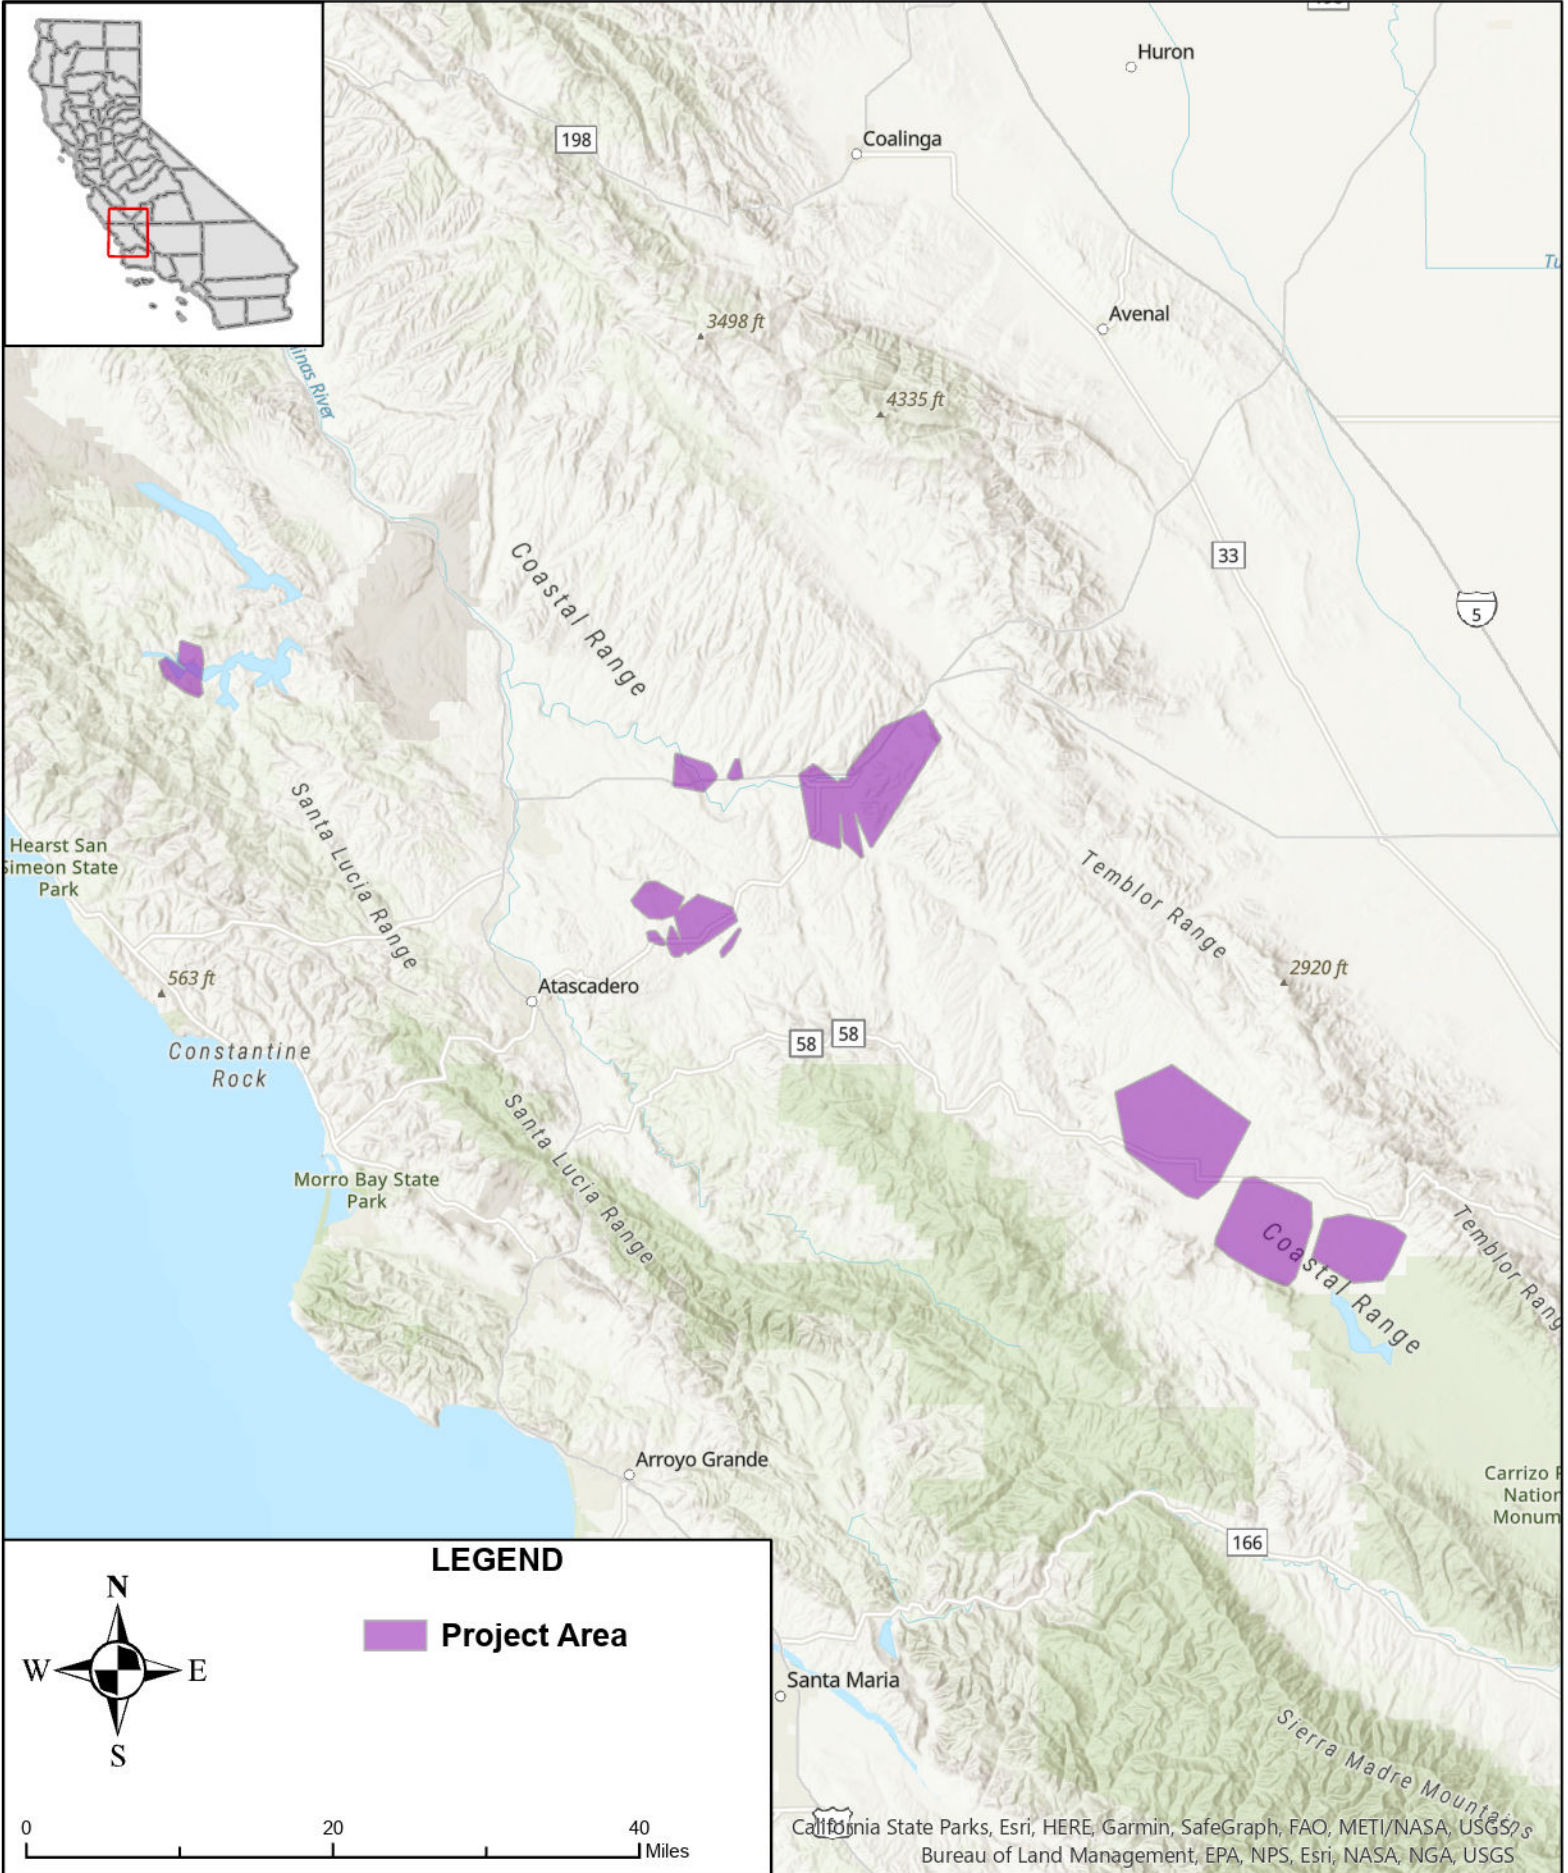 Huron
198
Coalinga
Tu
Avenal
3498 ft
4335 ft
inas River
Coastal Range
33
5
Santa Lucia Range
Hearst San
Simeon State
Park
Temblor Range
2920 ft
563 ft
Atascadero
Constantine
Rock
58
58
Santa Lucia Range
Morro Bay State
Park
Coastal Range
Temblor Rang
Arroyo Grande
Carrizo P
Nation
Monum
166
Santa Maria
Sierra Madre Mountains
LEGEND
N
W
E
S
Project Area
0
20
40
Miles
California State Parks, Esri, HERE, Garmin, SafeGraph, FAO, METI/NASA, USGS,
Bureau of Land Management, EPA, NPS, Esri, NASA, NGA, USGS